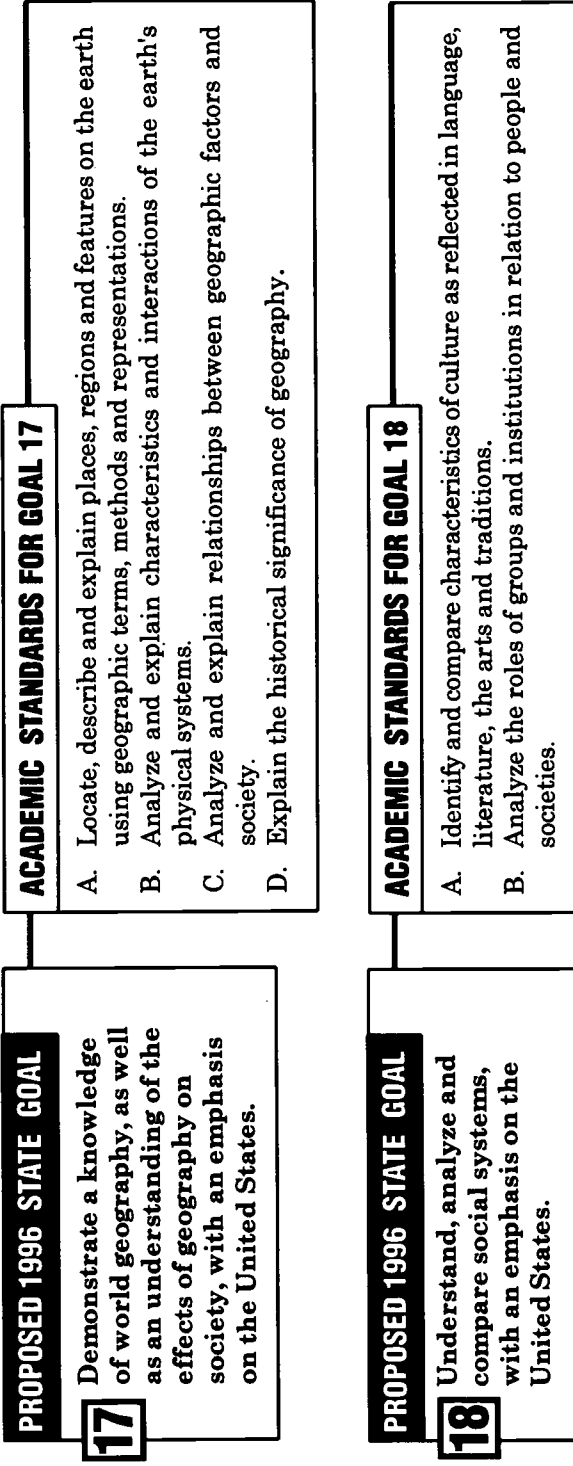 PROPOSED 1996 STATE GOAL
17
Demonstrate a knowledge
of world geography, as well
as an understanding of the
effects of geography on
society, with an emphasis
on the United States.
ACADEMIC STANDARDS FOR GOAL 17
A. Locate, describe and explain places, regions and features on the earth
using geographic terms, methods and representations.
B. Analyze and explain characteristics and interactions of the earth's
physical systems.
C. Analyze and explain relationships between geographic factors and
society.
D. Explain the historical significance of geography.
PROPOSED 1996 STATE GOAL
18
Understand, analyze and
compare social systems,
with an emphasis on the
United States.
ACADEMIC STANDARDS FOR GOAL 18
A. Identify and compare characteristics of culture as reflected in language,
literature, the arts and traditions.
B. Analyze the roles of groups and institutions in relation to people and
societies.